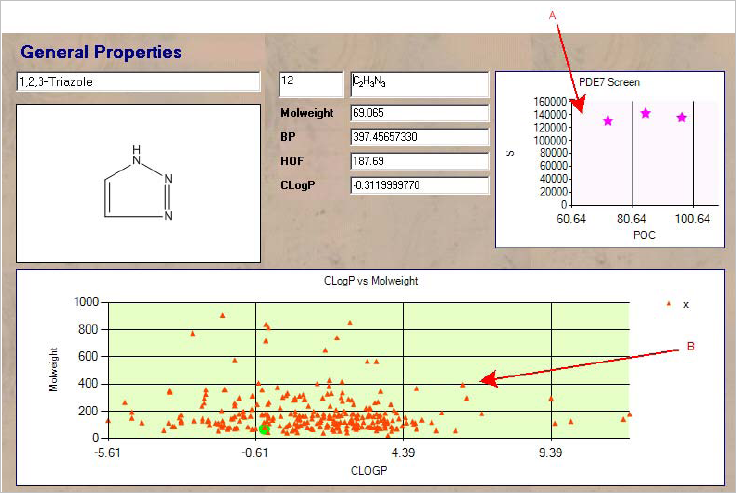 A
General Properties
1,2,3-Triazole
12
C2H3N3
Molweight
69.065
BP
397.45657330
HOF
187.69
CLogP
-0.3119999770
H
N
N
N
PDE7 Screen
160000
140000
120000
100000
80000
60000
40000
20000
0
S
60.64
80.64
100.64
POC
CLogP vs Molweight
1000
800
600
400
200
0
Molweight
-5.61
-0.61
4.39
9.39
CLOGP
x
B